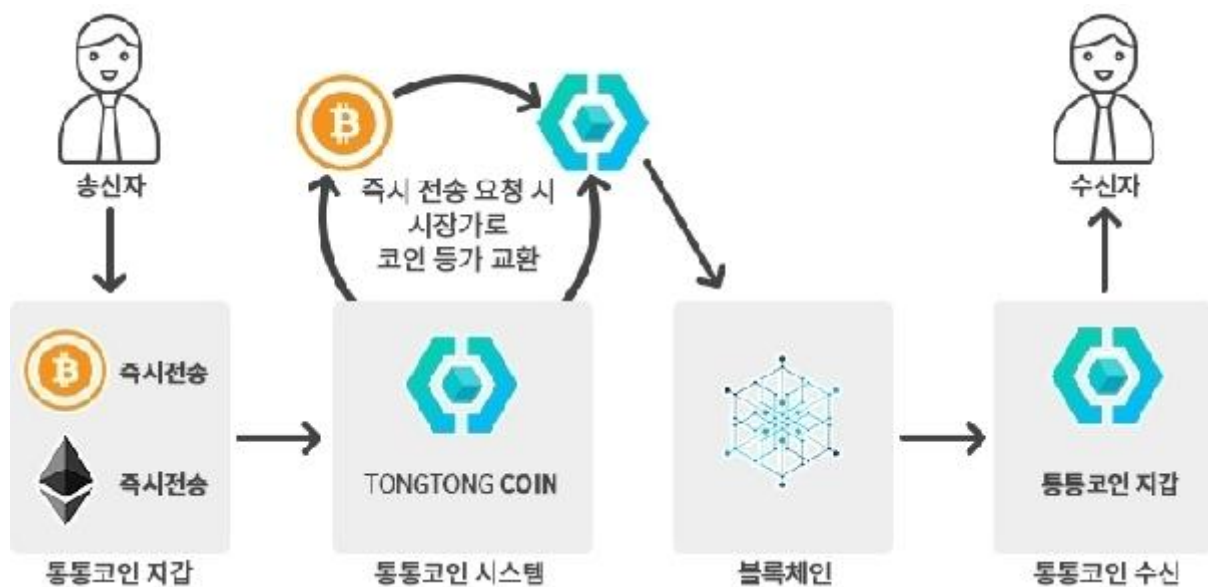 송신자
수신자
즉시 전송 요청 시
시장가로
코인 등가 교환
즉시전송
즉시전송
TONGTONG COIN
통통코인 지갑
통통코인 지갑
통통코인 시스템
블록체인
통통코인 수신